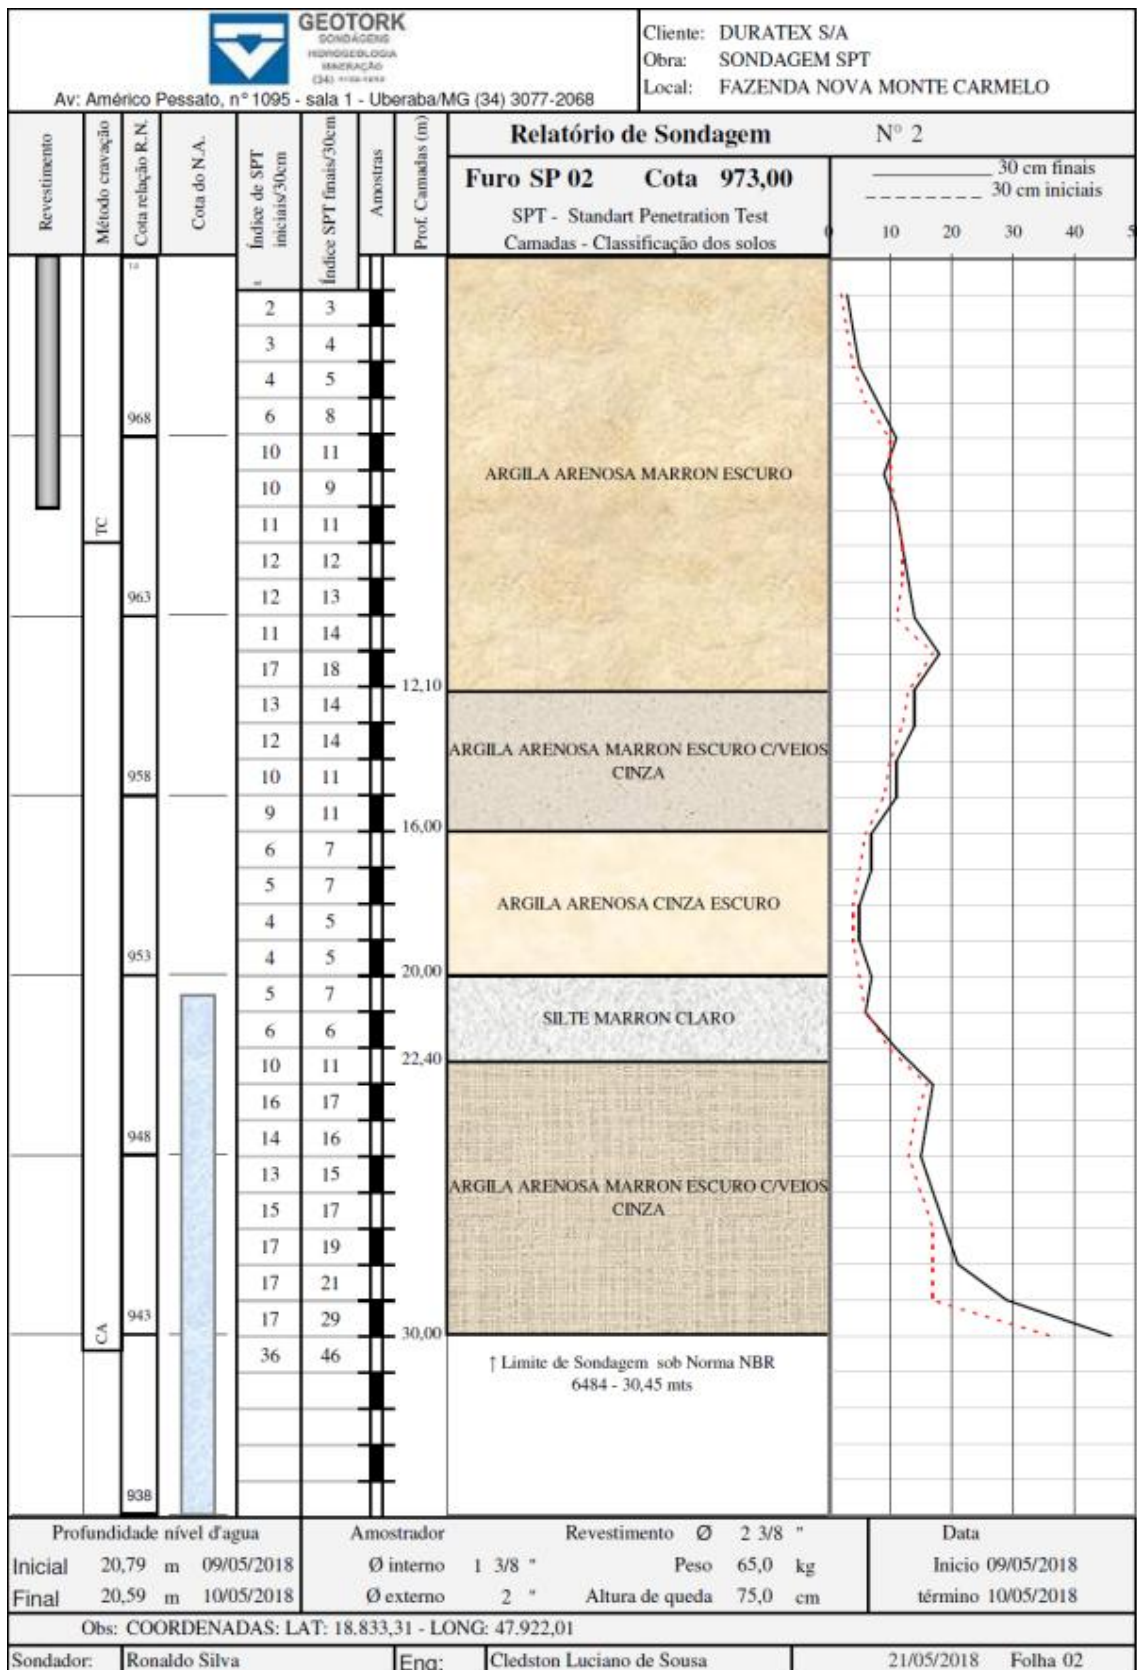 GEOTORK
SONDAGENS
HIDROGEOLOGIA
MINERAÇÃO
Av: Américo Pessato, n° 1095 - sala 1 - Uberaba/MG (34) 3077-2068
Cliente: DURATEX S/A
Obra: SONDAGEM SPT
Local: FAZENDA NOVA MONTE CARMELO
Revestimento
Método cravação
Cota relação R.N.
Cota do N.A.
Índice de SPT
iniciais/30cm
Índice SPT finais/30cm
Amostras
Prof. Camadas (m)
Relatório de Sondagem N° 2
Furo SP 02 Cota 973,00
SPT - Standart Penetration Test
Camadas - Classificação dos solos
30 cm finais
30 cm iniciais
0 10 20 30 40 50
2 3
3 4
4 5
968 6 8
10 11
ARGILA ARENOSA MARRON ESCURO
10 9
TC 11 11
12 12
963 12 13
11 14
17 18
12,10
13 14
12 14
ARGILA ARENOSA MARRON ESCURO C/VEIOS
CINZA
958 10 11
9 11
16,00
6 7
5 7
ARGILA ARENOSA CINZA ESCURO
4 5
953 4 5
20,00
5 7
SILTE MARRON CLARO
6 6
22,40
10 11
16 17
948 14 16
13 15
ARGILA ARENOSA MARRON ESCURO C/VEIOS
CINZA
15 17
17 19
17 21
943 17 29
CA 30,00
36 46
↑ Limite de Sondagem sob Norma NBR
6484 - 30,45 mts
938
Profundidade nível d'agua Amostrador Revestimento Ø 2 3/8 " Data
Inicial 20,79 m 09/05/2018 Ø interno 1 3/8 " Peso 65,0 kg Inicio 09/05/2018
Final 20,59 m 10/05/2018 Ø externo 2 " Altura de queda 75,0 cm término 10/05/2018
Obs: COORDENADAS: LAT: 18.833,31 - LONG: 47.922,01
Sondador: Ronaldo Silva Eng: Cledston Luciano de Sousa 21/05/2018 Folha 02